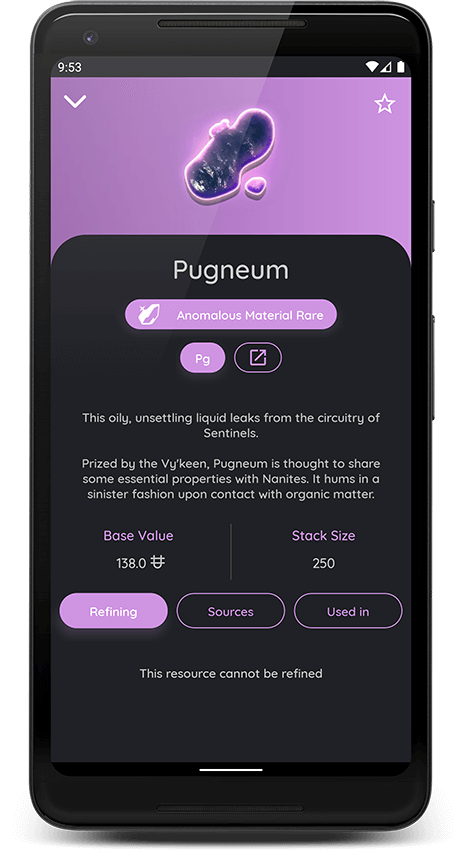 9:53
Pugneum
Anomalous Material Rare
Pg
This oily, unsettling liquid leaks from the circuitry of
Sentinels.
Prized by the Vy'keen, Pugneum is thought to share
some essential properties with Nanites. It hums in a
sinister fashion upon contact with organic matter.
Base Value
Stack Size
138.0
250
Refining
Sources
Used in
This resource cannot be refined